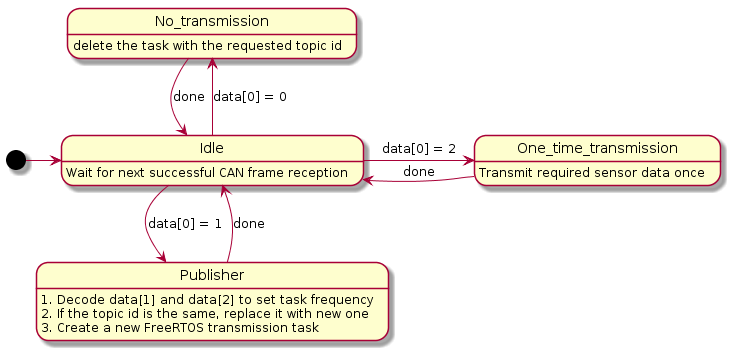 No_transmission
delete the task with the requested topic id
done
data[0] = 0
Idle
Wait for next successful CAN frame reception
data[0] = 2
done
One_time_transmission
Transmit required sensor data once
data[0] = 1
done
Publisher
1. Decode data[1] and data[2] to set task frequency
2. If the topic id is the same, replace it with new one
3. Create a new FreeRTOS transmission task